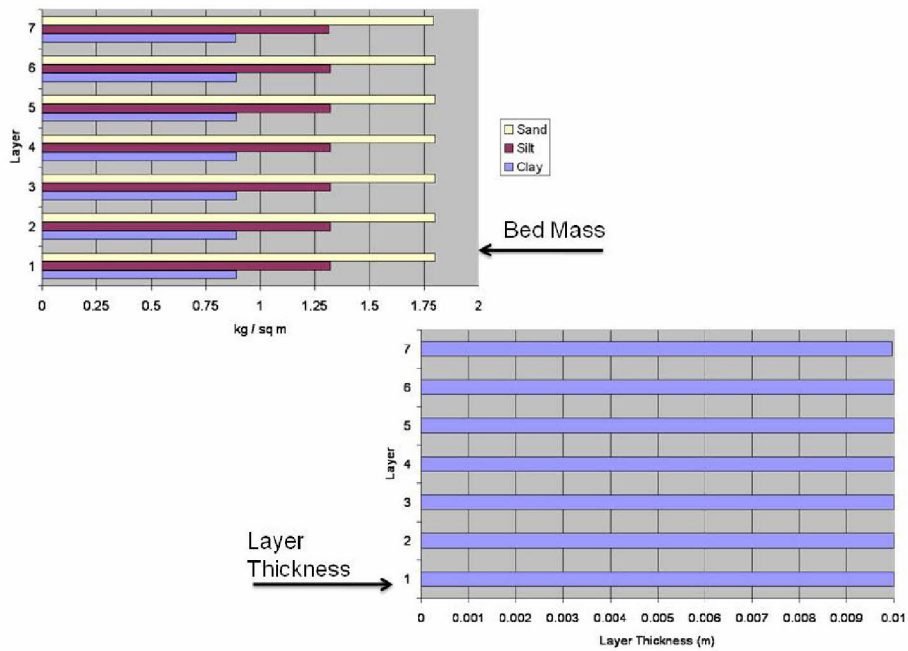 7
6
5
4
3
2
1
Layer
0 0.25 0.5 0.75 1 1.25 1.5 1.75 2
kg / sq m
Sand
Silt
Clay
Bed Mass
7
6
5
4
3
2
1
Layer
Layer
Thickness
0 0.001 0.002 0.003 0.004 0.005 0.006 0.007 0.008 0.009 0.01
Layer Thickness (m)